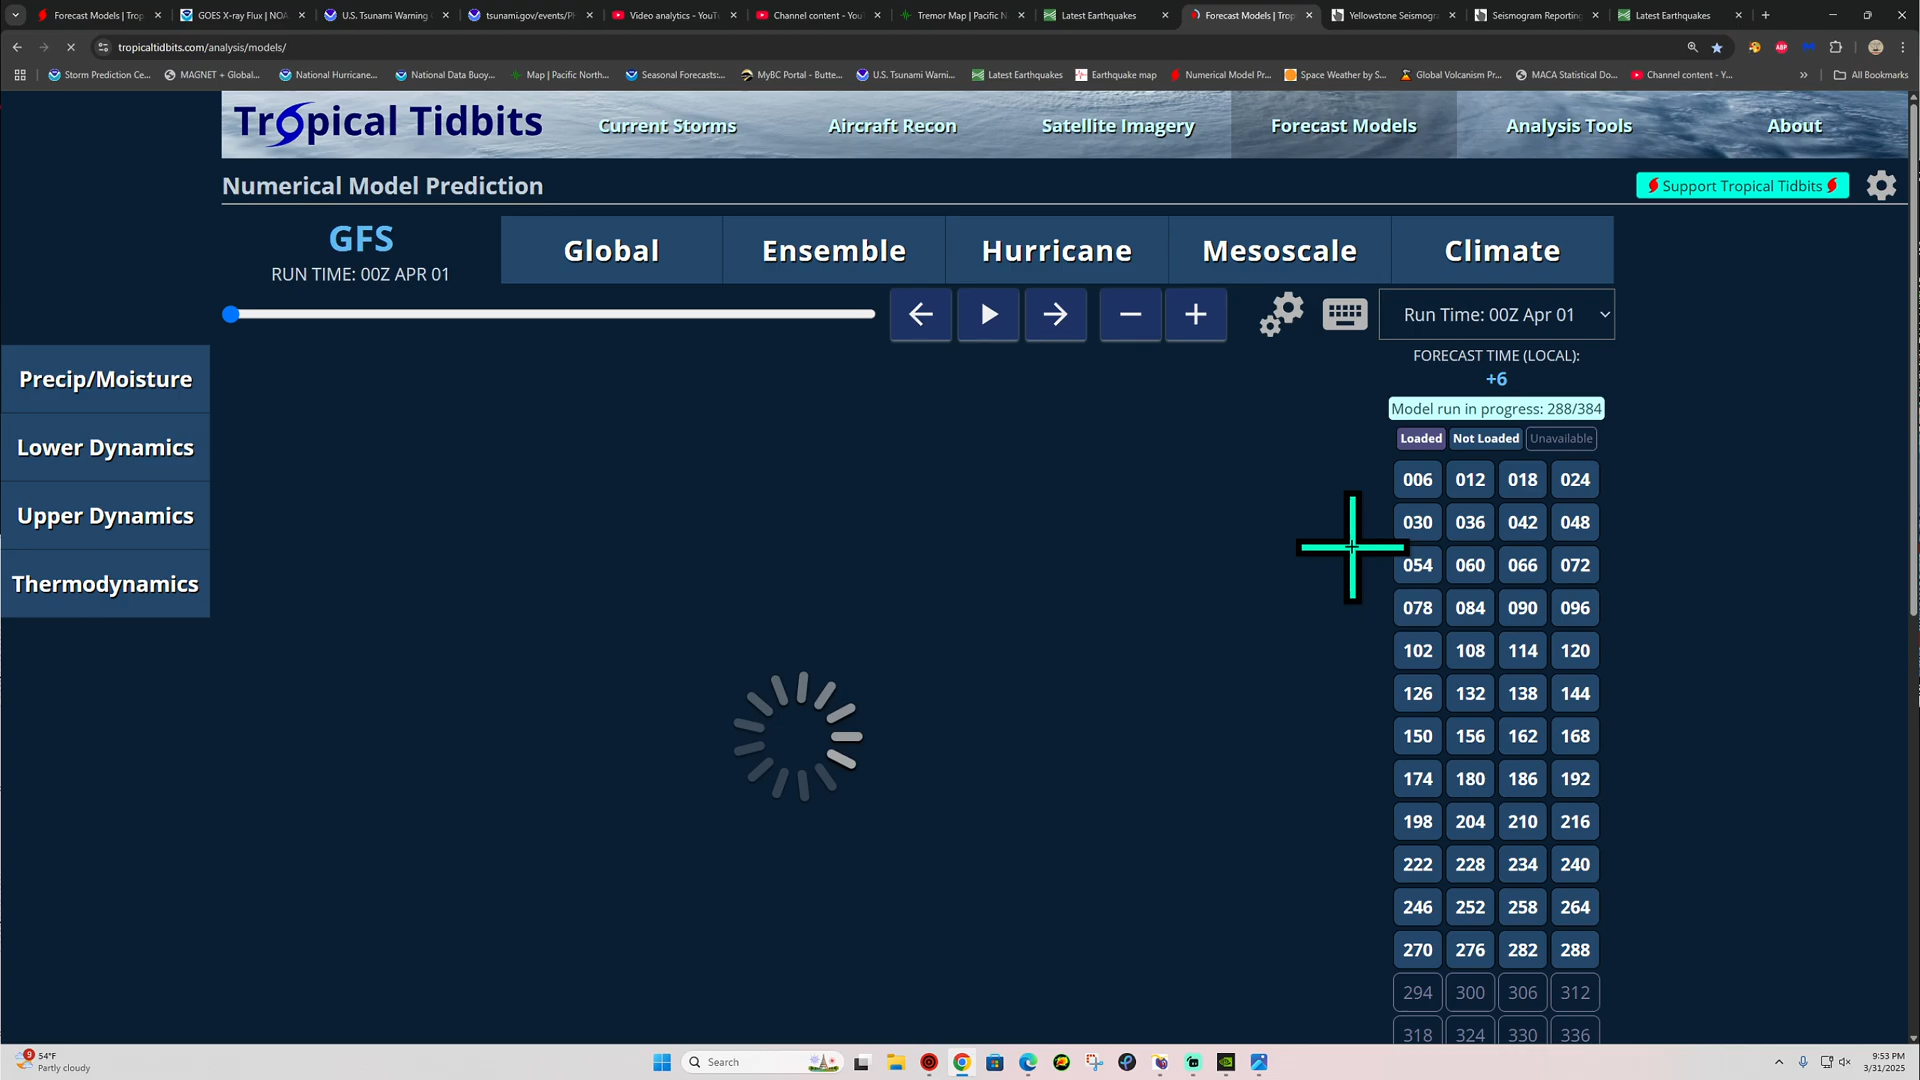 Forecast Models | Trop
GOES X-ray Flux | NOA
U.S. Tsunami Warning
tsunami.gov/events/PH
Video analytics - YouTu
Channel content - You
Tremor Map | Pacific N
Latest Earthquakes
Forecast Models | Trop
Yellowstone Seismogra
Seismogram Reporting
Latest Earthquakes
tropicaltidbits.com/analysis/models/
ABP
Storm Prediction Ce...
MAGNET + Global...
National Hurricane...
National Data Buoy...
Map | Pacific North...
Seasonal Forecasts:...
MyBC Portal - Butte...
U.S. Tsunami Warni...
Latest Earthquakes
Earthquake map
Numerical Model Pr...
Space Weather by S...
Global Volcanism Pr...
MACA Statistical Do...
Channel content - Y...
All Bookmarks
Tropical Tidbits
Current Storms
Aircraft Recon
Satellite Imagery
Forecast Models
Analysis Tools
About
Numerical Model Prediction
Support Tropical Tidbits
GFS
RUN TIME: 00Z APR 01
Global
Ensemble
Hurricane
Mesoscale
Climate
Run Time: 00Z Apr 01
FORECAST TIME (LOCAL):
+6
Model run in progress: 288/384
Loaded Not Loaded Unavailable
Precip/Moisture
Lower Dynamics
Upper Dynamics
Thermodynamics
006 012 018 024
030 036 042 048
054 060 066 072
078 084 090 096
102 108 114 120
126 132 138 144
150 156 162 168
174 180 186 192
198 204 210 216
222 228 234 240
246 252 258 264
270 276 282 288
294 300 306 312
318 324 330 336
9
54°F
Partly cloudy
Search
9:53 PM
3/31/2025